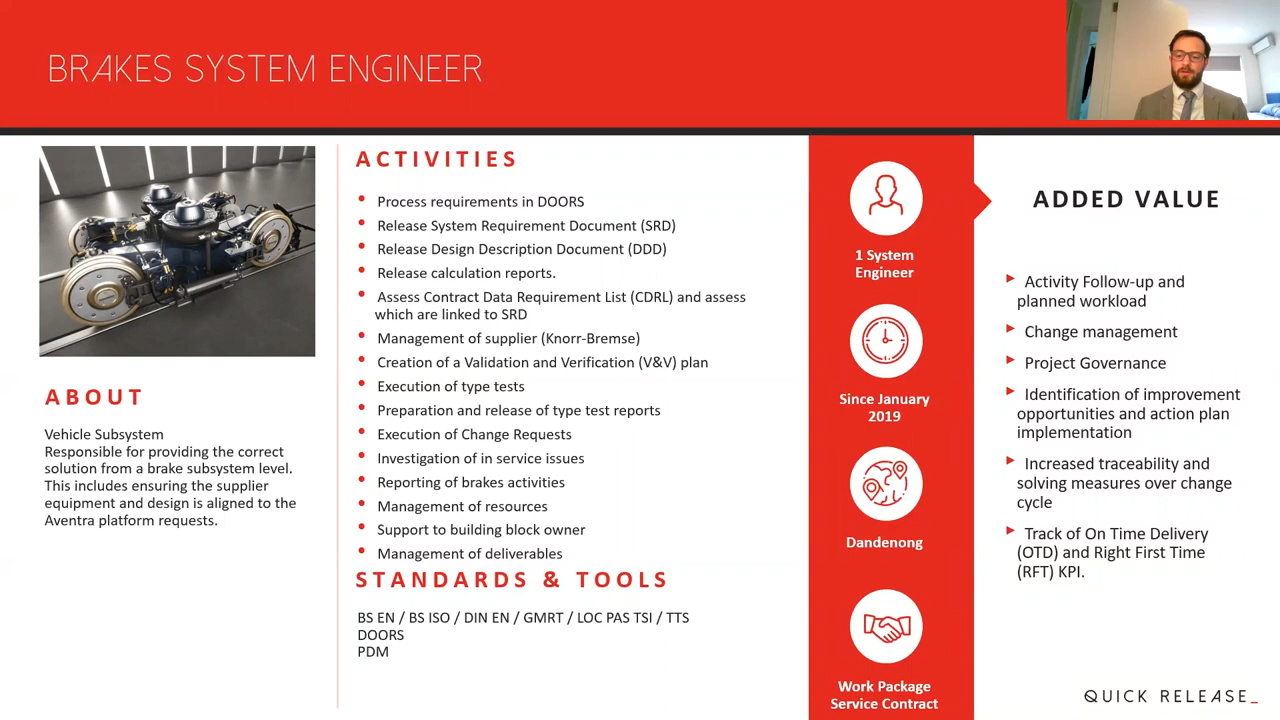 BRAKES SYSTEM ENGINEER
ABOUT
Vehicle Subsystem
Responsible for providing the correct
solution from a brake subsystem level.
This includes ensuring the supplier
equipment and design is aligned to the
Aventra platform requests.
ACTIVITIES
• Process requirements in DOORS
• Release System Requirement Document (SRD)
• Release Design Description Document (DDD)
• Release calculation reports.
• Assess Contract Data Requirement List (CDRL) and assess
which are linked to SRD
• Management of supplier (Knorr-Bremse)
• Creation of a Validation and Verification (V&V) plan
• Execution of type tests
• Preparation and release of type test reports
• Execution of Change Requests
• Investigation of in service issues
• Reporting of brakes activities
• Management of resources
• Support to building block owner
• Management of deliverables
STANDARDS & TOOLS
BS EN / BS ISO / DIN EN / GMRT / LOC PAS TSI / TTS
DOORS
PDM
1 System
Engineer
Since January
2019
Dandenong
Work Package
Service Contract
ADDED VALUE
Activity Follow-up and
planned workload
Change management
Project Governance
Identification of improvement
opportunities and action plan
implementation
Increased traceability and
solving measures over change
cycle
Track of On Time Delivery
(OTD) and Right First Time
(RFT) KPI.
QUICK RELEASE_